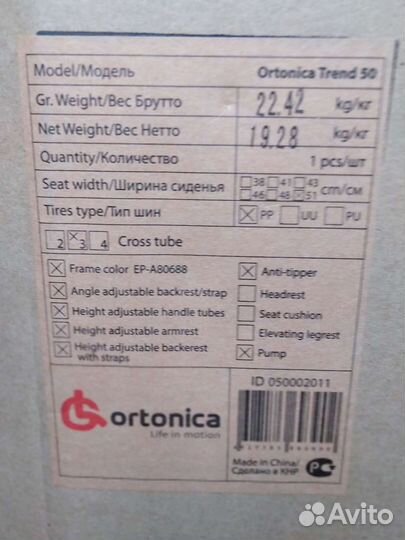 Model/Модель Ortonica Trend 50
Gr. Weight/Вес Брутто 22.42 kg/кг
Net Weight/Вес Нетто 19.28 kg/кг
Quantity/Количество 1 pcs/шт
Seat width/Ширина сиденья 38 41 43 46 48 51 cm/см
Tires type/Тип шин PP UU PU
2 3 4 Cross tube
Frame color EP-A80688
Angle adjustable backrest/strap
Height adjustable handle tubes
Height adjustable armrest
Height adjustable backerest
with straps
Anti-tipper
Headrest
Seat cushion
Elevating legrest
Pump
ortonica
Life in motion
ID 050002011
Made in China/
Сделано в КНР
Avito